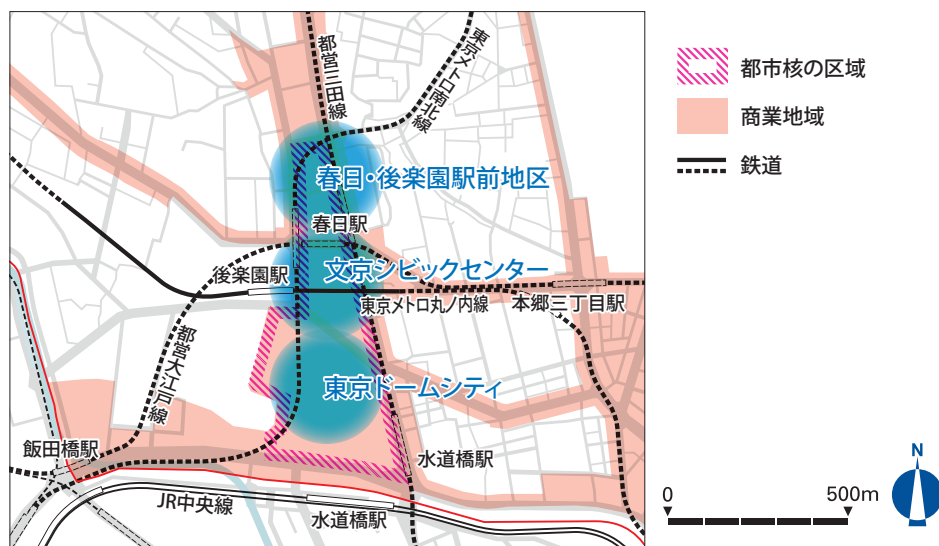 都営三田線
東京メトロ南北線
春日・後楽園駅前地区
春日駅
後楽園駅
文京シビックセンター
東京メトロ丸ノ内線
本郷三丁目駅
都営大江戸線
東京ドームシティ
飯田橋駅
水道橋駅
JR中央線
水道橋駅
都市核の区域
商業地域
鉄道
N
0
500m